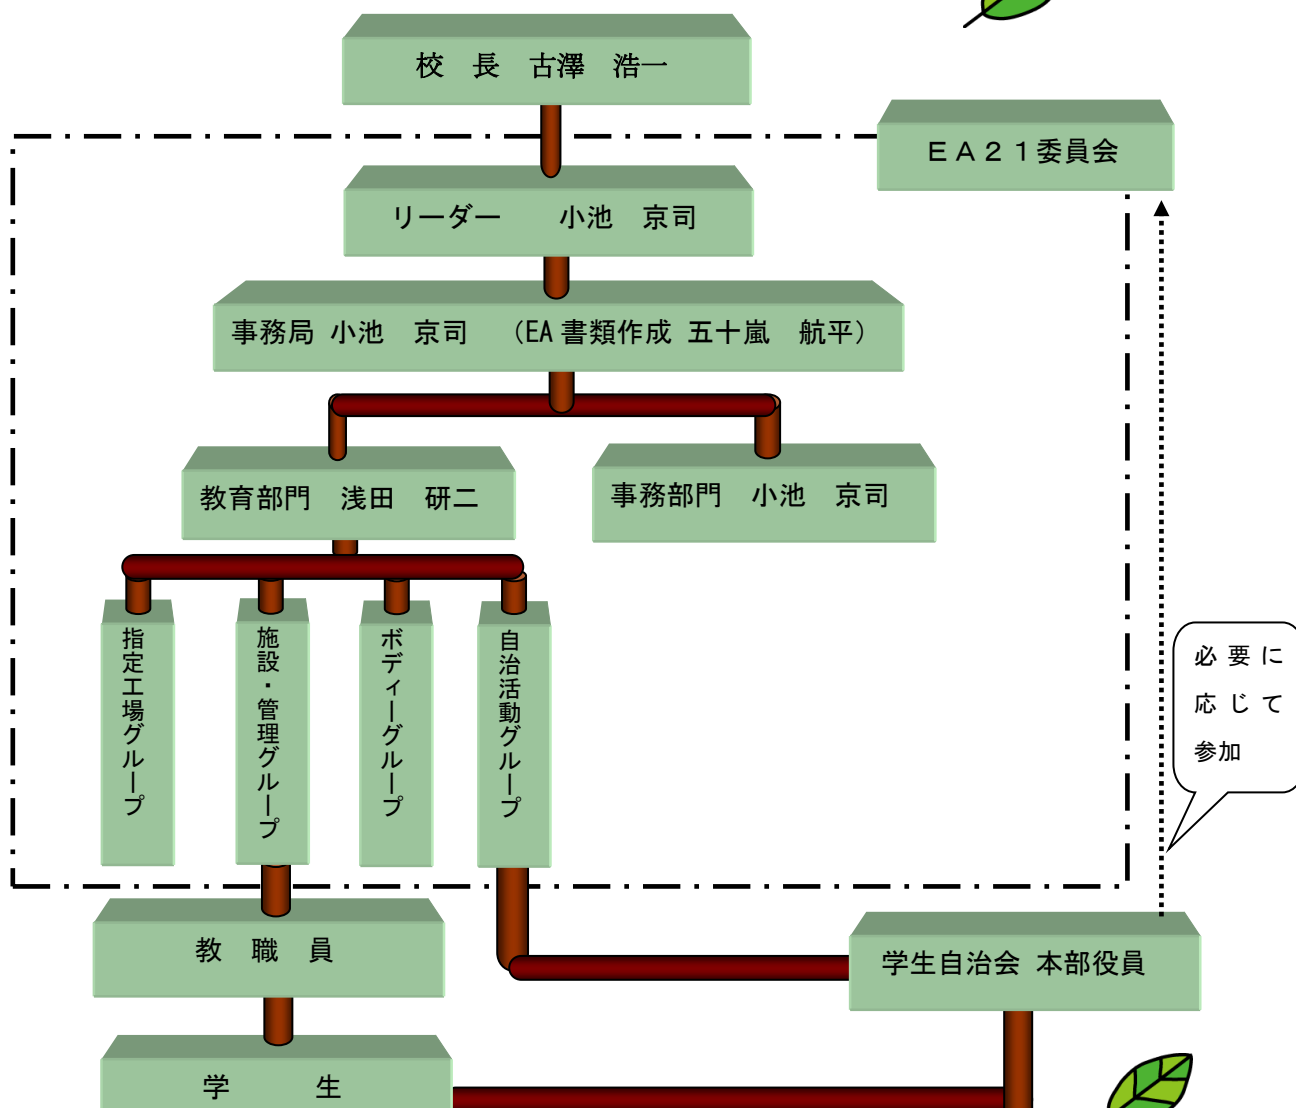 校　長　古澤　浩一
ＥＡ２１委員会
リーダー　　小池　京司
事務局 小池　京司　（EA 書類作成 五十嵐　航平）
教育部門　浅田　研二
事務部門　小池　京司
指定工場グループ
施設・管理グループ
ボディーグループ
自治活動グループ
必要に
応じて
参加
教　職　員
学生自治会 本部役員
学　　　生